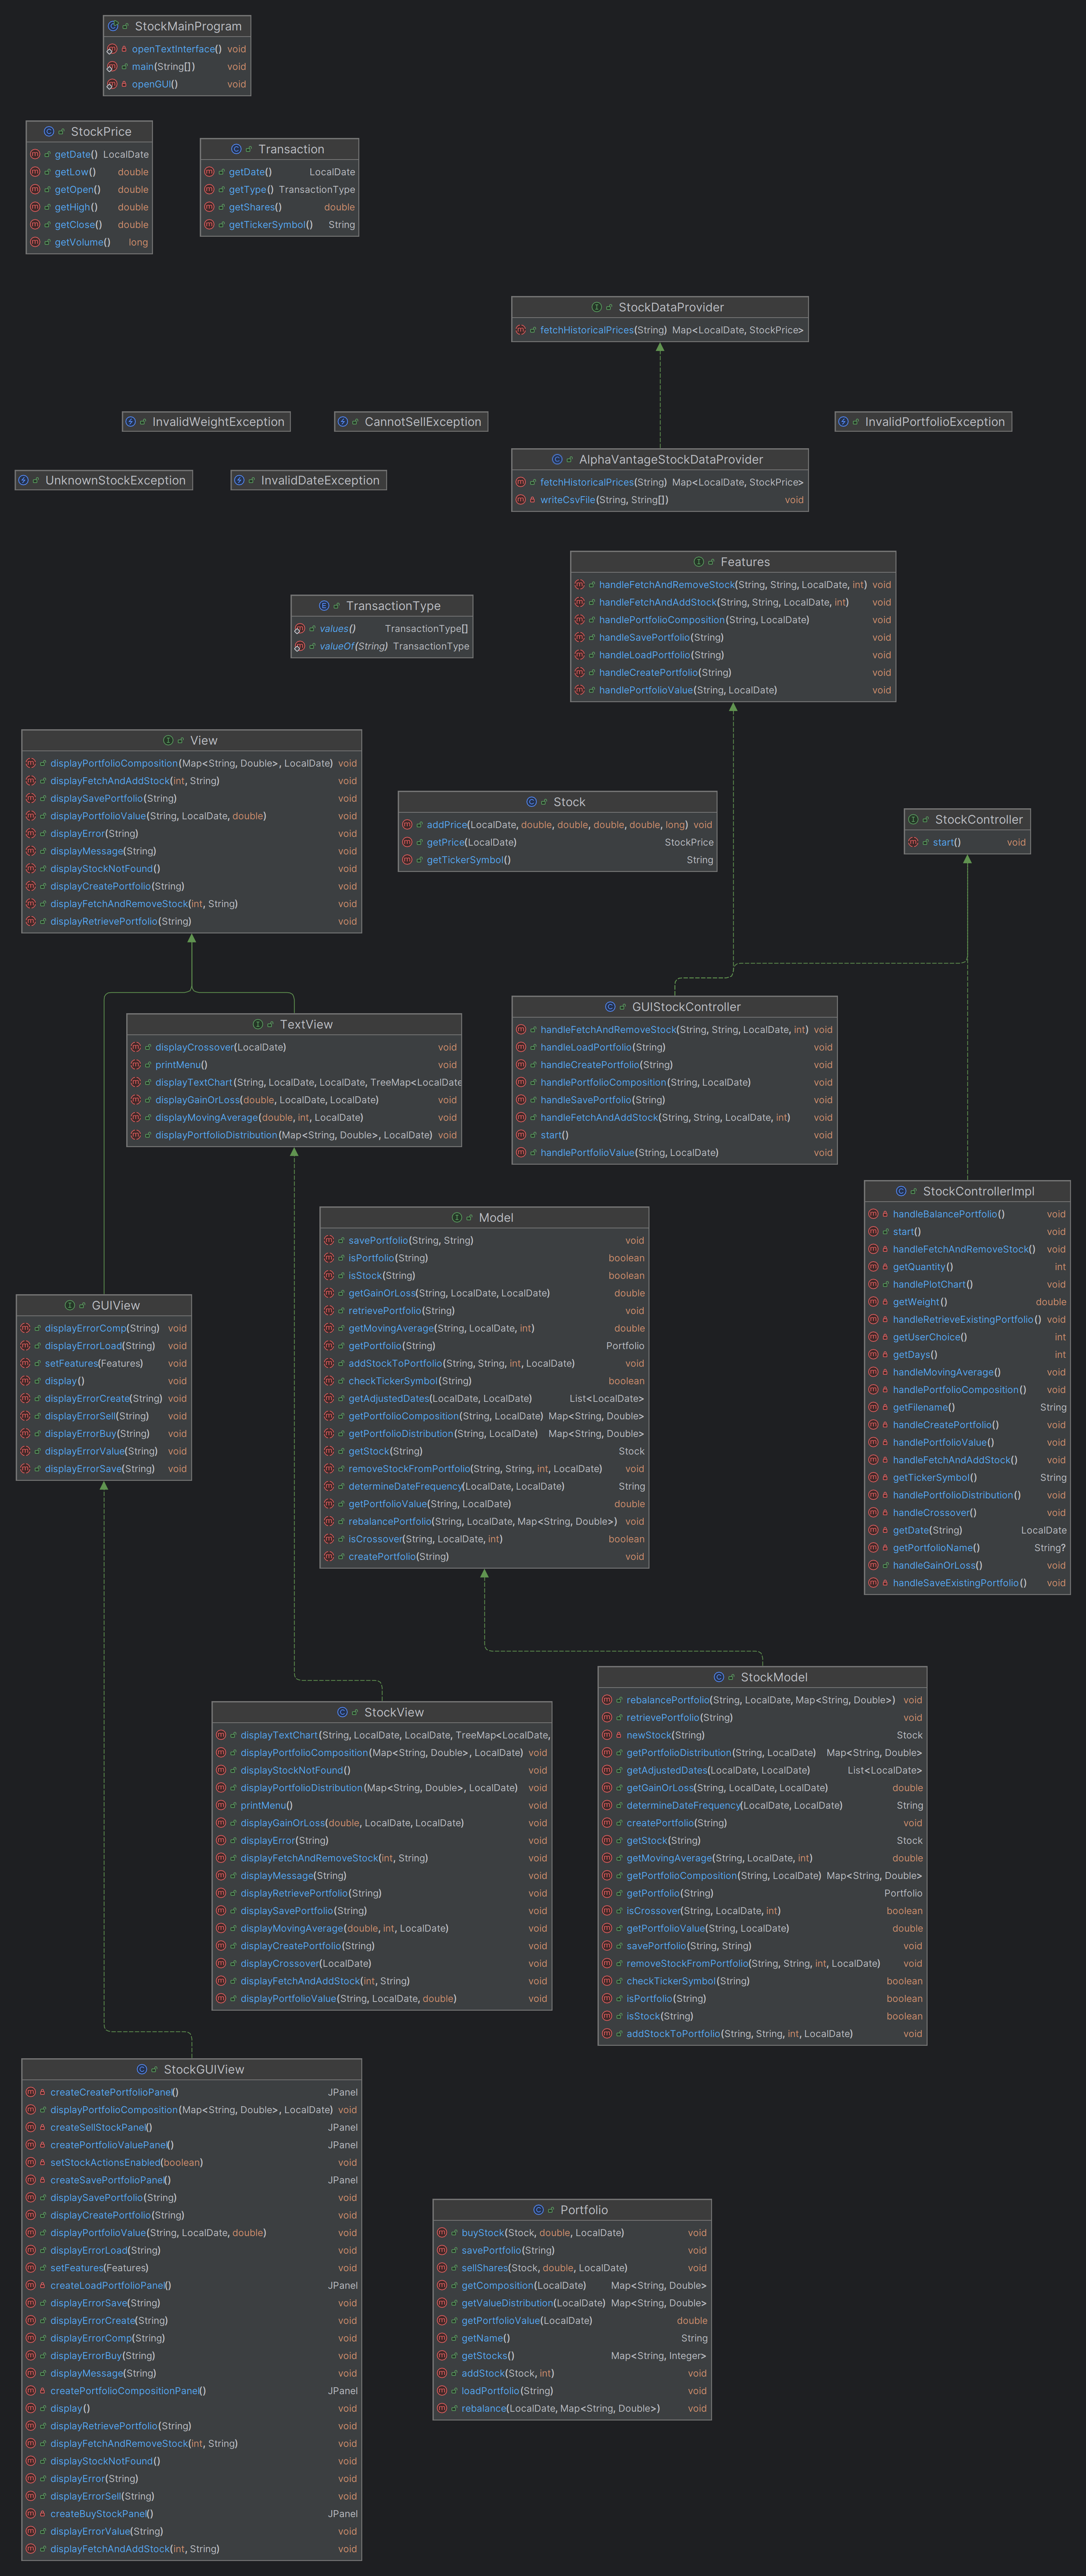 StockMainProgram
openTextInterface() void
main(String[]) void
openGUI() void
StockPrice
getDate() LocalDate
getLow() double
getOpen() double
getHigh() double
getClose() double
getVolume() long
Transaction
getDate() LocalDate
getType() TransactionType
getShares() double
getTickerSymbol() String
StockDataProvider
fetchHistoricalPrices(String) Map<LocalDate, StockPrice>
InvalidWeightException
CannotSellException
InvalidPortfolioException
UnknownStockException
InvalidDateException
AlphaVantageStockDataProvider
fetchHistoricalPrices(String) Map<LocalDate, StockPrice>
writeCsvFile(String, String[]) void
Features
handleFetchAndRemoveStock(String, String, LocalDate, int) void
handleFetchAndAddStock(String, String, LocalDate, int) void
handlePortfolioComposition(String, LocalDate) void
handleSavePortfolio(String) void
handleLoadPortfolio(String) void
handleCreatePortfolio(String) void
handlePortfolioValue(String, LocalDate) void
TransactionType
values() TransactionType[]
valueOf(String) TransactionType
View
displayPortfolioComposition(Map<String, Double>, LocalDate) void
displayFetchAndAddStock(int, String) void
displaySavePortfolio(String) void
displayPortfolioValue(String, LocalDate, double) void
displayError(String) void
displayMessage(String) void
displayStockNotFound() void
displayCreatePortfolio(String) void
displayFetchAndRemoveStock(int, String) void
displayRetrievePortfolio(String) void
Stock
addPrice(LocalDate, double, double, double, double, long) void
getPrice(LocalDate) StockPrice
getTickerSymbol() String
StockController
start() void
GUIStockController
handleFetchAndRemoveStock(String, String, LocalDate, int) void
handleLoadPortfolio(String) void
handleCreatePortfolio(String) void
handlePortfolioComposition(String, LocalDate) void
handleSavePortfolio(String) void
handleFetchAndAddStock(String, String, LocalDate, int) void
start() void
handlePortfolioValue(String, LocalDate) void
TextView
displayCrossover(LocalDate) void
printMenu() void
displayTextChart(String, LocalDate, LocalDate, TreeMap<LocalDate
displayGainOrLoss(double, LocalDate, LocalDate) void
displayMovingAverage(double, int, LocalDate) void
displayPortfolioDistribution(Map<String, Double>, LocalDate) void
StockControllerImpl
handleBalancePortfolio() void
start() void
handleFetchAndRemoveStock() void
getQuantity() int
handlePlotChart() void
getWeight() double
handleRetrieveExistingPortfolio() void
getUserChoice() int
getDays() int
handleMovingAverage() void
handlePortfolioComposition() void
getFilename() String
handleCreatePortfolio() void
handlePortfolioValue() void
handleFetchAndAddStock() void
getTickerSymbol() String
handlePortfolioDistribution() void
handleCrossover() void
getDate(String) LocalDate
getPortfolioName() String?
handleGainOrLoss() void
handleSaveExistingPortfolio() void
Model
savePortfolio(String, String) void
isPortfolio(String) boolean
isStock(String) boolean
getGainOrLoss(String, LocalDate, LocalDate) double
retrievePortfolio(String) void
getMovingAverage(String, LocalDate, int) double
getPortfolio(String) Portfolio
addStockToPortfolio(String, String, int, LocalDate) void
checkTickerSymbol(String) boolean
getAdjustedDates(LocalDate, LocalDate) List<LocalDate>
getPortfolioComposition(String, LocalDate) Map<String, Double>
getPortfolioDistribution(String, LocalDate) Map<String, Double>
getStock(String) Stock
removeStockFromPortfolio(String, String, int, LocalDate) void
determineDateFrequency(LocalDate, LocalDate) String
getPortfolioValue(String, LocalDate) double
rebalancePortfolio(String, LocalDate, Map<String, Double>) void
isCrossover(String, LocalDate, int) boolean
createPortfolio(String) void
GUIView
displayErrorComp(String) void
displayErrorLoad(String) void
setFeatures(Features) void
display() void
displayErrorCreate(String) void
displayErrorSell(String) void
displayErrorBuy(String) void
displayErrorValue(String) void
displayErrorSave(String) void
StockModel
rebalancePortfolio(String, LocalDate, Map<String, Double>) void
retrievePortfolio(String) void
newStock(String) Stock
getPortfolioDistribution(String, LocalDate) Map<String, Double>
getAdjustedDates(LocalDate, LocalDate) List<LocalDate>
getGainOrLoss(String, LocalDate, LocalDate) double
determineDateFrequency(LocalDate, LocalDate) String
createPortfolio(String) void
getStock(String) Stock
getMovingAverage(String, LocalDate, int) double
getPortfolioComposition(String, LocalDate) Map<String, Double>
getPortfolio(String) Portfolio
isCrossover(String, LocalDate, int) boolean
getPortfolioValue(String, LocalDate) double
savePortfolio(String, String) void
removeStockFromPortfolio(String, String, int, LocalDate) void
checkTickerSymbol(String) boolean
isPortfolio(String) boolean
isStock(String) boolean
addStockToPortfolio(String, String, int, LocalDate) void
StockView
displayTextChart(String, LocalDate, LocalDate, TreeMap<LocalDate,
displayPortfolioComposition(Map<String, Double>, LocalDate) void
displayStockNotFound() void
displayPortfolioDistribution(Map<String, Double>, LocalDate) void
printMenu() void
displayGainOrLoss(double, LocalDate, LocalDate) void
displayError(String) void
displayFetchAndRemoveStock(int, String) void
displayMessage(String) void
displayRetrievePortfolio(String) void
displaySavePortfolio(String) void
displayMovingAverage(double, int, LocalDate) void
displayCreatePortfolio(String) void
displayCrossover(LocalDate) void
displayFetchAndAddStock(int, String) void
displayPortfolioValue(String, LocalDate, double) void
StockGUIView
createCreatePortfolioPanel() JPanel
displayPortfolioComposition(Map<String, Double>, LocalDate) void
createSellStockPanel() JPanel
createPortfolioValuePanel() JPanel
setStockActionsEnabled(boolean) void
createSavePortfolioPanel() JPanel
displaySavePortfolio(String) void
displayCreatePortfolio(String) void
displayPortfolioValue(String, LocalDate, double) void
displayErrorLoad(String) void
setFeatures(Features) void
createLoadPortfolioPanel() JPanel
displayErrorSave(String) void
displayErrorCreate(String) void
displayErrorComp(String) void
displayErrorBuy(String) void
displayMessage(String) void
createPortfolioCompositionPanel() JPanel
display() void
displayRetrievePortfolio(String) void
displayFetchAndRemoveStock(int, String) void
displayStockNotFound() void
displayError(String) void
displayErrorSell(String) void
createBuyStockPanel() JPanel
displayErrorValue(String) void
displayFetchAndAddStock(int, String) void
Portfolio
buyStock(Stock, double, LocalDate) void
savePortfolio(String) void
sellShares(Stock, double, LocalDate) void
getComposition(LocalDate) Map<String, Double>
getValueDistribution(LocalDate) Map<String, Double>
getPortfolioValue(LocalDate) double
getName() String
getStocks() Map<String, Integer>
addStock(Stock, int) void
loadPortfolio(String) void
rebalance(LocalDate, Map<String, Double>) void